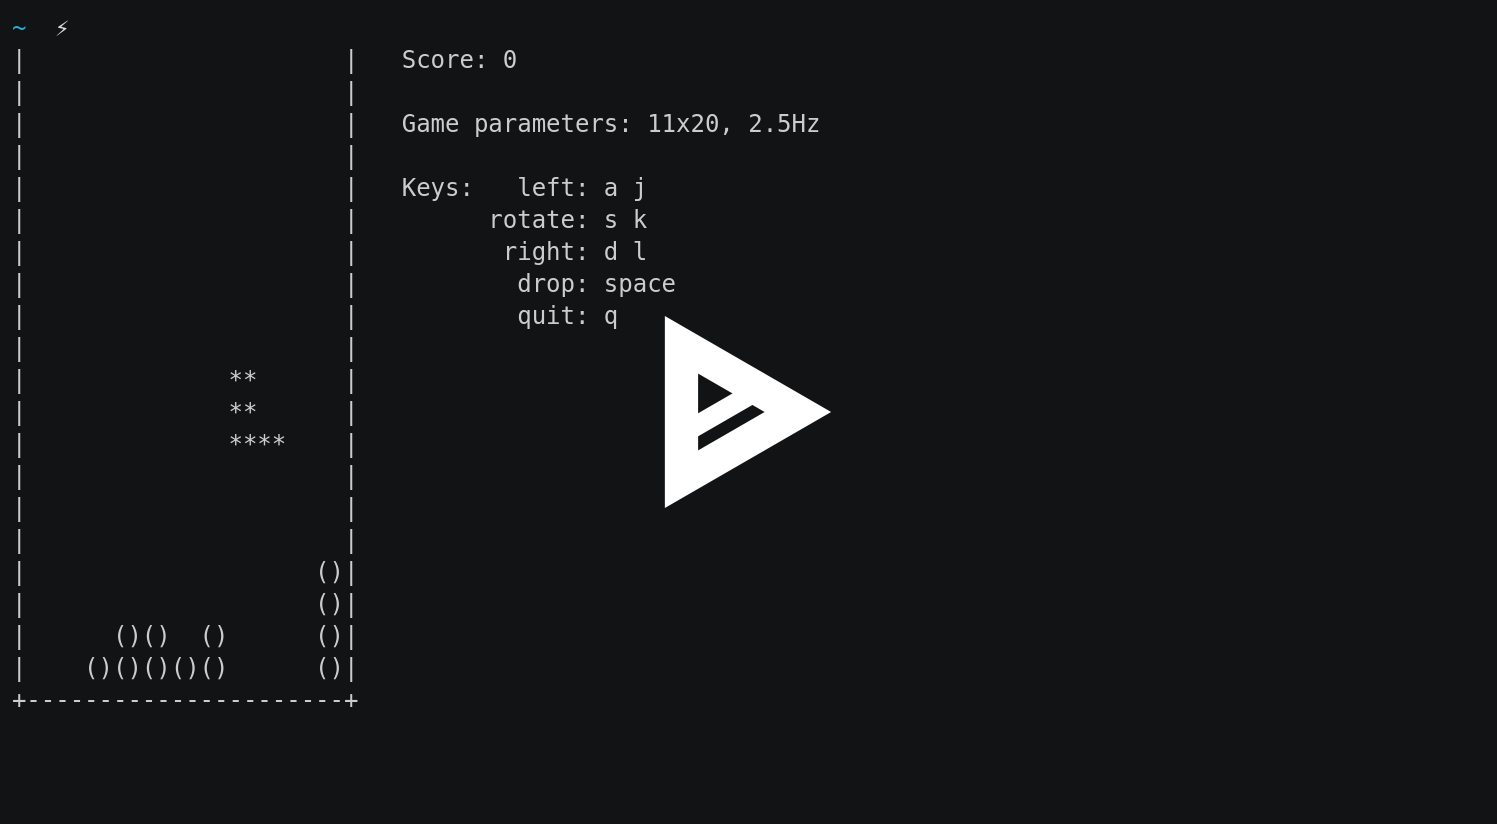 ~  ⚡
|                      |   Score: 0
|                      |
|                      |   Game parameters: 11x20, 2.5Hz
|                      |
|                      |   Keys:   left: a j
|                      |         rotate: s k
|                      |          right: d l
|                      |           drop: space
|                      |           quit: q
|                      |
|              **      |
|              **      |
|              ****    |
|                      |
|                      |
|                      |
|                    ()|
|                    ()|
|      ()()  ()      ()|
|    ()()()()()      ()|
+----------------------+